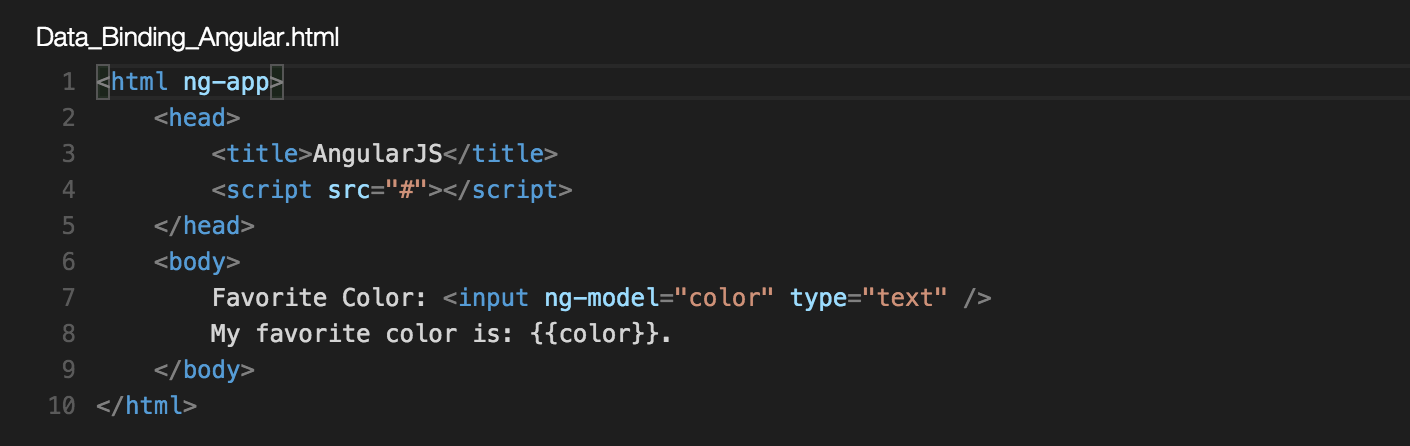 Data_Binding_Angular.html
1 <html ng-app>
2     <head>
3         <title>AngularJS</title>
4         <script src="#"></script>
5     </head>
6     <body>
7         Favorite Color: <input ng-model="color" type="text" />
8         My favorite color is: {{color}}.
9     </body>
10 </html>